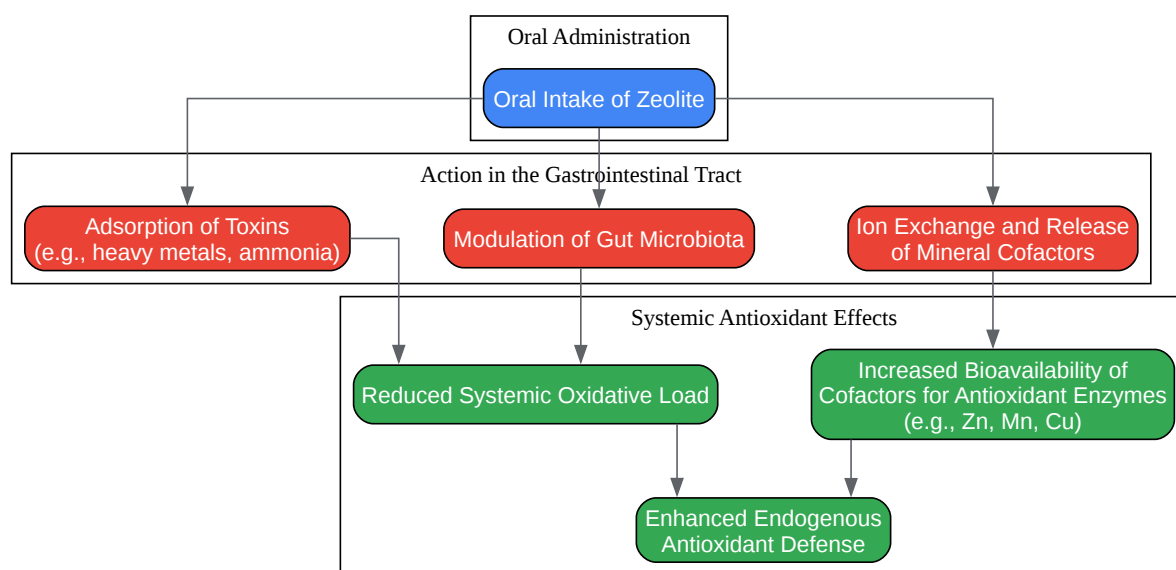 Oral Administration
Oral Intake of Zeolite
Action in the Gastrointestinal Tract
Adsorption of Toxins
(e.g., heavy metals, ammonia)
Modulation of Gut Microbiota
Ion Exchange and Release
of Mineral Cofactors
Systemic Antioxidant Effects
Reduced Systemic Oxidative Load
Increased Bioavailability of
Cofactors for Antioxidant Enzymes
(e.g., Zn, Mn, Cu)
Enhanced Endogenous
Antioxidant Defense